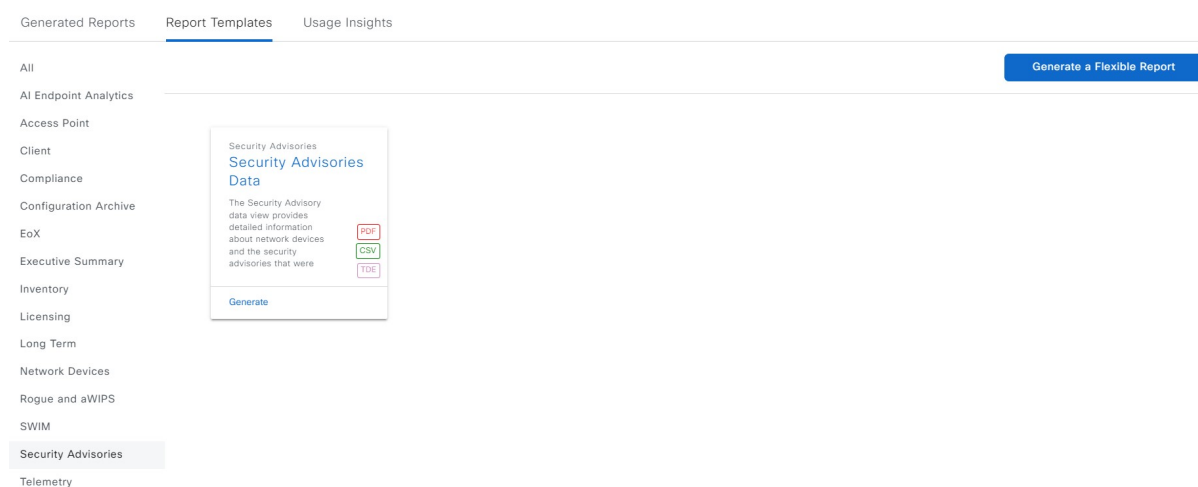 Generated Reports Report Templates Usage Insights
Generate a Flexible Report
All
AI Endpoint Analytics
Access Point
Client
Compliance
Configuration Archive
EoX
Executive Summary
Inventory
Licensing
Long Term
Network Devices
Rogue and aWIPS
SWIM
Security Advisories
Telemetry
Security Advisories
Security Advisories
Data
The Security Advisory
data view provides
detailed information
about network devices
and the security
advisories that were
PDF
CSV
TDE
Generate